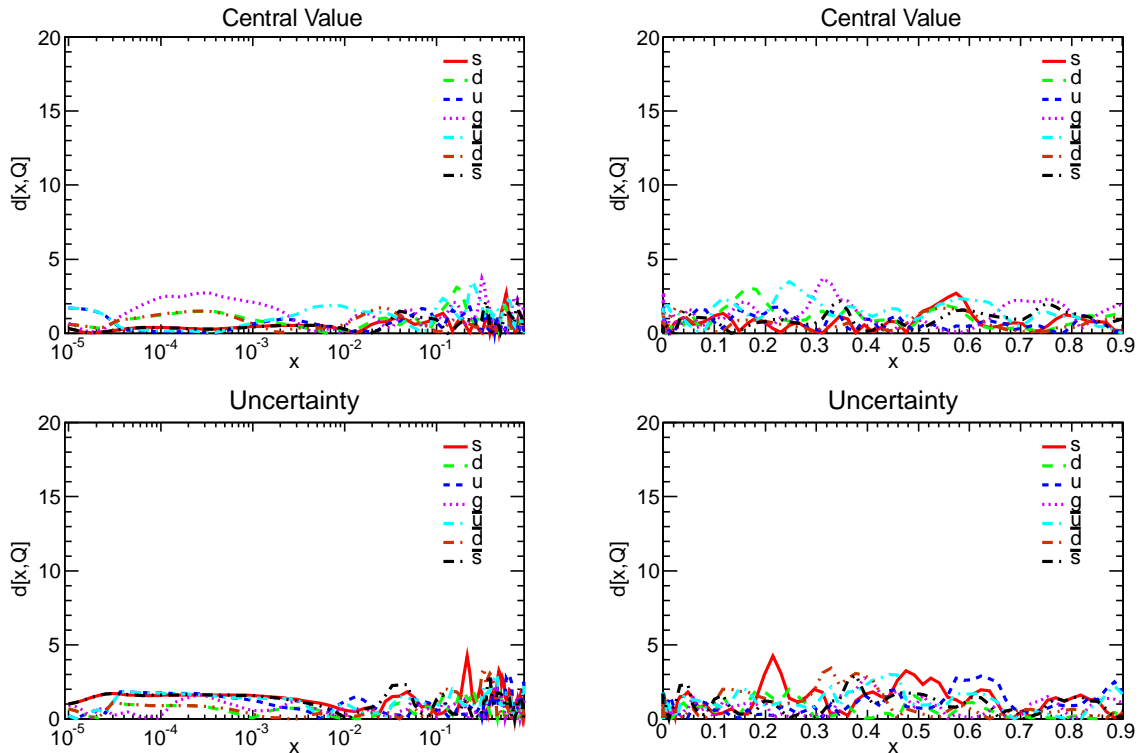 Central Value
20
15
10
5
0
d[x,Q]
s
d
u
g
u̅
d̅
s̅
10⁻⁵
10⁻⁴
10⁻³
10⁻²
10⁻¹
x
Central Value
20
15
10
5
0
d[x,Q]
s
d
u
g
u̅
d̅
s̅
0 0.1 0.2 0.3 0.4 0.5 0.6 0.7 0.8 0.9
x
Uncertainty
20
15
10
5
0
d[x,Q]
s
d
u
g
u̅
d̅
s̅
10⁻⁵
10⁻⁴
10⁻³
10⁻²
10⁻¹
x
Uncertainty
20
15
10
5
0
d[x,Q]
s
d
u
g
u̅
d̅
s̅
0 0.1 0.2 0.3 0.4 0.5 0.6 0.7 0.8 0.9
x